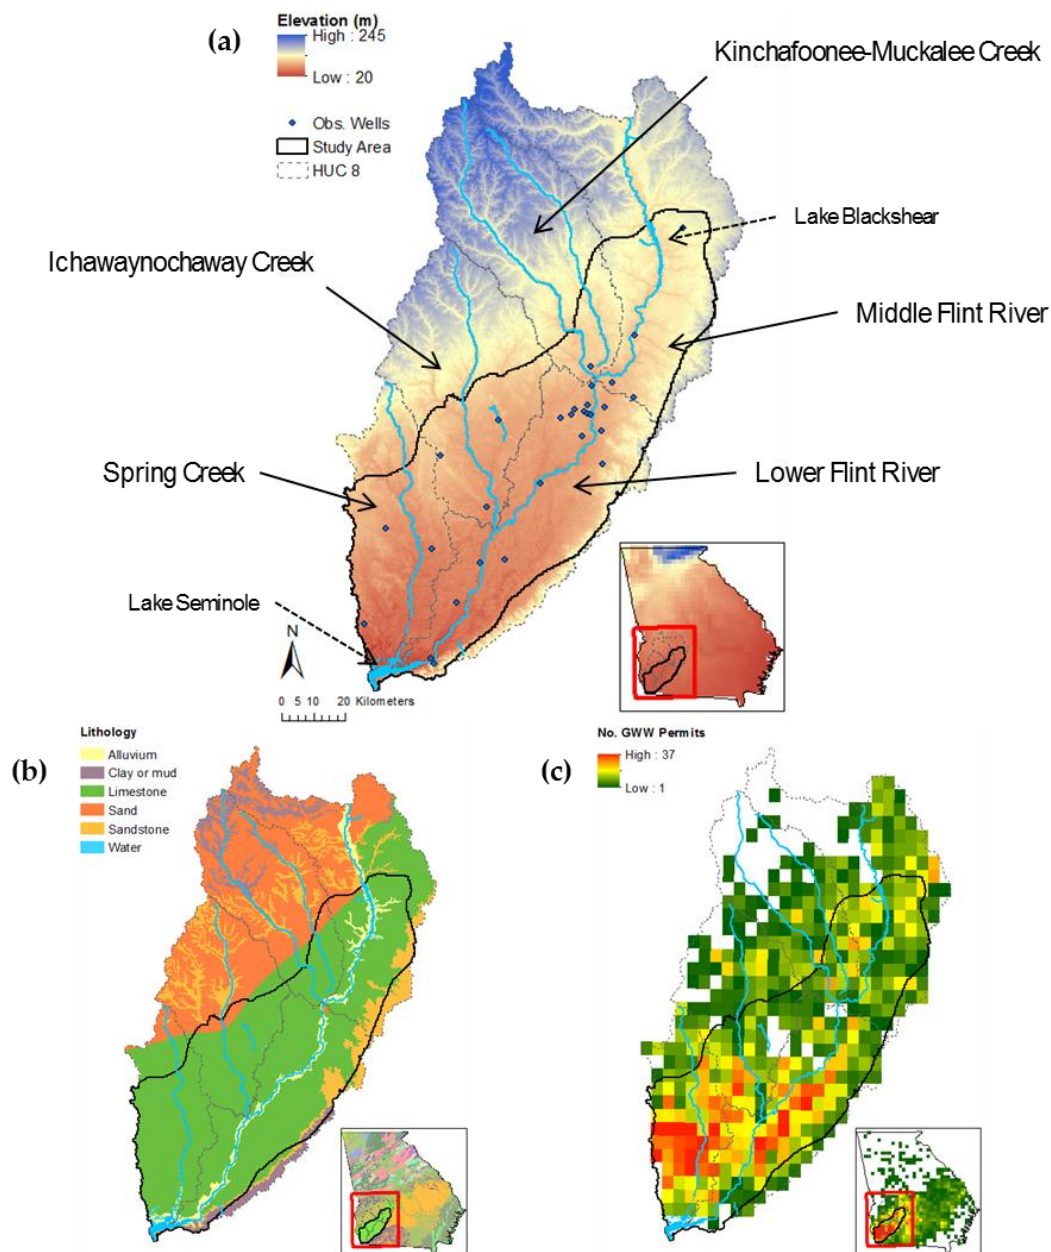 (a)
Elevation (m)
High : 245
Low : 20
Obs. Wells
Study Area
HUC 8
Kinchafoonee-Muckalee Creek
Lake Blackshear
Ichawaynochaway Creek
Middle Flint River
Spring Creek
Lower Flint River
Lake Seminole
N
0 5 10 20 Kilometers
(b)
Lithology
Alluvium
Clay or mud
Limestone
Sand
Sandstone
Water
(c)
No. GWW Permits
High : 37
Low : 1